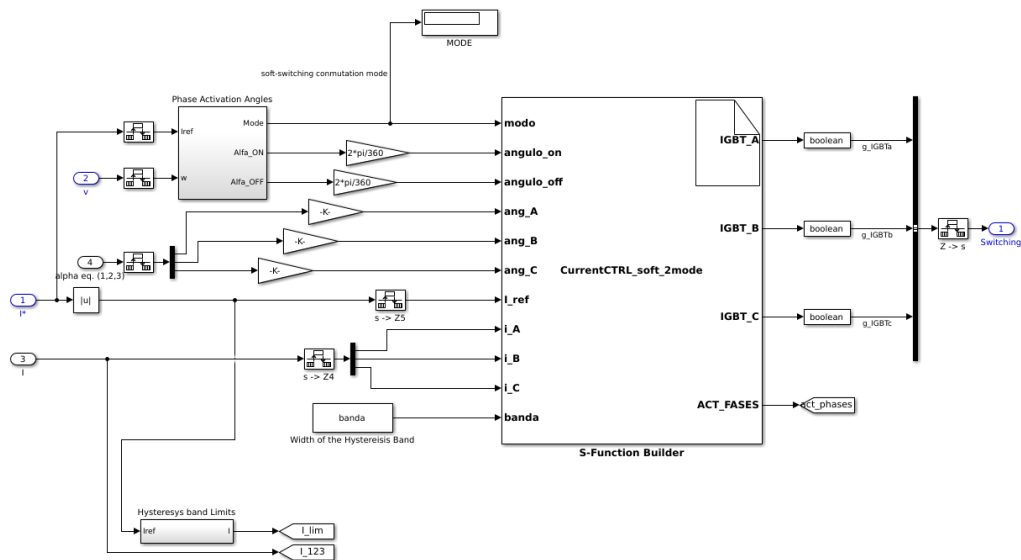 MODE
soft-switching conmutation mode
Phase Activation Angles
Iref
w
Mode
Alfa_ON
Alfa_OFF
2*pi/360
2*pi/360
2
v
-K-
-K-
-K-
4
alpha eq. (1,2,3)
1
I*
|u|
s -> Z5
3
I
s -> Z4
banda
Width of the Hystereisis Band
modo
angulo_on
angulo_off
ang_A
ang_B
ang_C
I_ref
i_A
i_B
i_C
banda
CurrentCTRL_soft_2mode
IGBT_A
IGBT_B
IGBT_C
ACT_FASES
S-Function Builder
boolean
g_IGBTa
boolean
g_IGBTb
boolean
g_IGBTc
act_phases
Z -> s
1
Switching
Hysteresys band Limits
Iref
I
I_lim
I_123